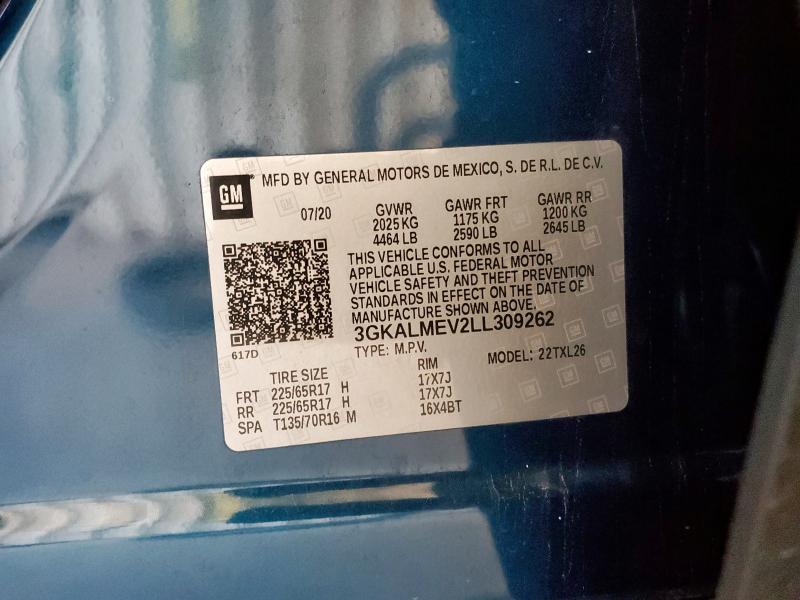 GM
MFD BY GENERAL MOTORS DE MEXICO, S. DE R.L. DE C.V.
07/20 GVWR GAWR FRT GAWR RR
2025 KG 1175 KG 1200 KG
4464 LB 2590 LB 2645 LB
THIS VEHICLE CONFORMS TO ALL
APPLICABLE U.S. FEDERAL MOTOR
VEHICLE SAFETY AND THEFT PREVENTION
STANDARDS IN EFFECT ON THE DATE OF
MANUFACTURE SHOWN ABOVE.
3GKALMEV2LL309262
617D
TYPE: M.P.V. MODEL: 22TXL26
TIRE SIZE RIM
FRT 225/65R17 H 17X7J
RR 225/65R17 H 17X7J
SPA T135/70R16 M 16X4BT